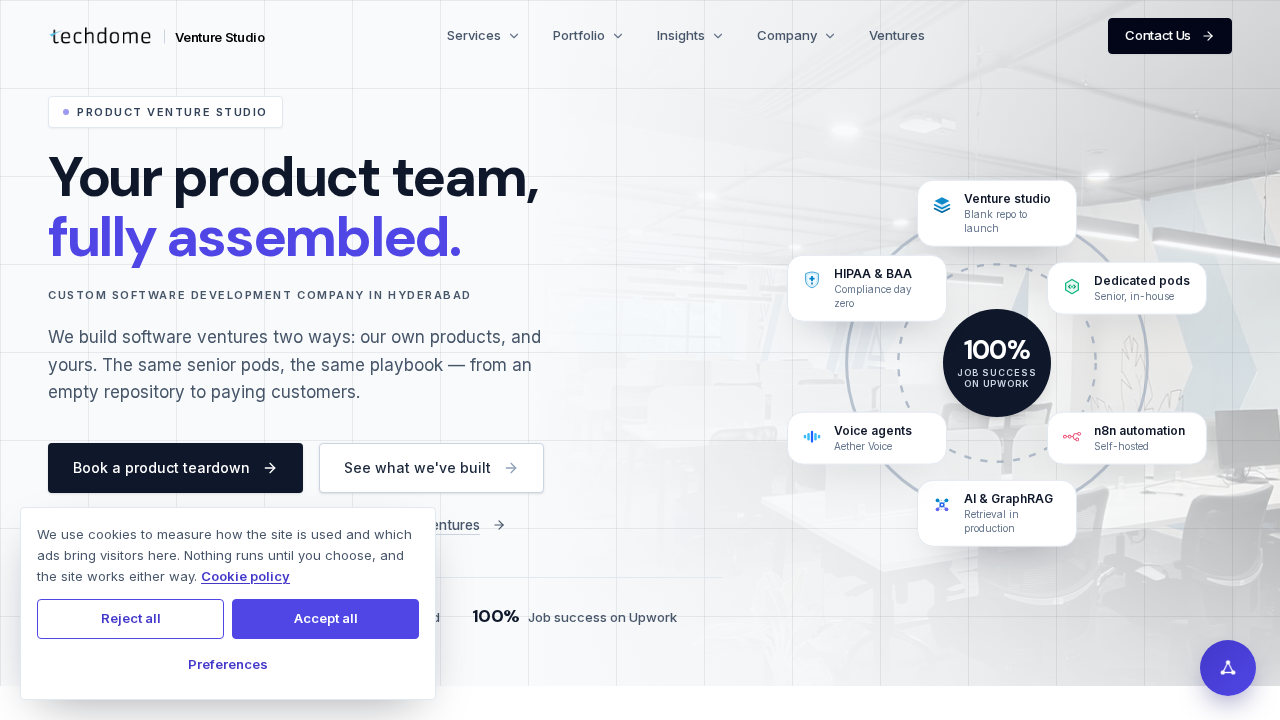 techdome
Venture Studio
Services
Portfolio
Insights
Company
Ventures
Contact Us
PRODUCT VENTURE STUDIO
Your product team,
fully assembled.
CUSTOM SOFTWARE DEVELOPMENT COMPANY IN HYDERABAD
We build software ventures two ways: our own products, and
yours. The same senior pods, the same playbook — from an
empty repository to paying customers.
Book a product teardown
See what we've built
entures
100% Job success on Upwork
Venture studio
Blank repo to
launch
HIPAA & BAA
Compliance day
zero
Dedicated pods
Senior, in-house
100%
JOB SUCCESS
ON UPWORK
Voice agents
Aether Voice
n8n automation
Self-hosted
AI & GraphRAG
Retrieval in
production
We use cookies to measure how the site is used and which
ads bring visitors here. Nothing runs until you choose, and
the site works either way. Cookie policy
Reject all
Accept all
Preferences